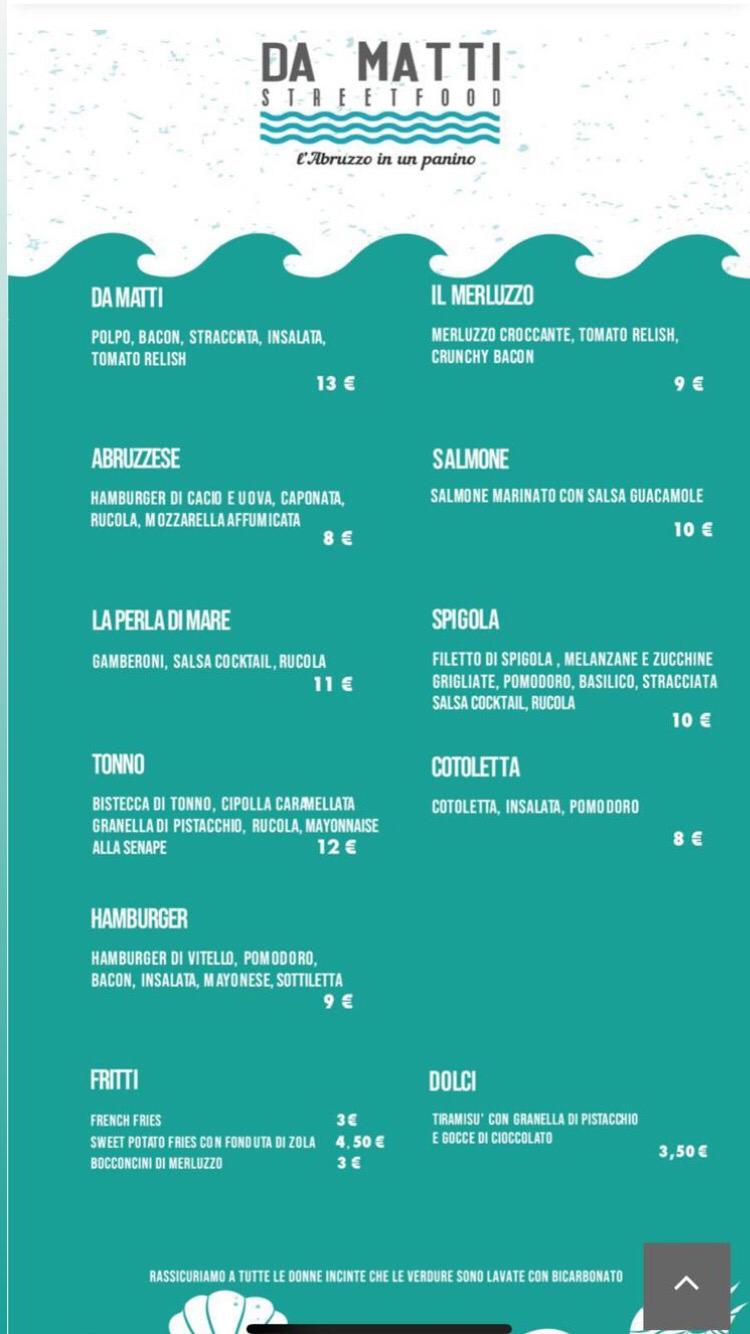 DA MATTI
STREETFOOD
l'Abruzzo in un panino
DA MATTI
POLPO, BACON, STRACCIATA, INSALATA,
TOMATO RELISH
13 €
IL MERLUZZO
MERLUZZO CROCCANTE, TOMATO RELISH,
CRUNCHY BACON
9 €
ABRUZZESE
HAMBURGER DI CACIO E UOVA, CAPONATA,
RUCOLA, MOZZARELLA AFFUMICATA
8 €
SALMONE
SALMONE MARINATO CON SALSA GUACAMOLE
10 €
LA PERLA DI MARE
GAMBERONI, SALSA COCKTAIL, RUCOLA
11 €
SPIGOLA
FILETTO DI SPIGOLA , MELANZANE E ZUCCHINE
GRIGLIATE, POMODORO, BASILICO, STRACCIATA
SALSA COCKTAIL, RUCOLA
10 €
TONNO
BISTECCA DI TONNO, CIPOLLA CARAMELLATA
GRANELLA DI PISTACCHIO, RUCOLA, MAYONNAISE
ALLA SENAPE 12 €
COTOLETTA
COTOLETTA, INSALATA, POMODORO
8 €
HAMBURGER
HAMBURGER DI VITELLO, POMODORO,
BACON, INSALATA, MAYONESE, SOTTILETTA
9 €
FRITTI
FRENCH FRIES 3€
SWEET POTATO FRIES CON FONDUTA DI ZOLA 4,50 €
BOCCONCINI DI MERLUZZO 3 €
DOLCI
TIRAMISU' CON GRANELLA DI PISTACCHIO
E GOCCE DI CIOCCOLATO
3,50 €
RASSICURIAMO A TUTTE LE DONNE INCINTE CHE LE VERDURE SONO LAVATE CON BICARBONATO